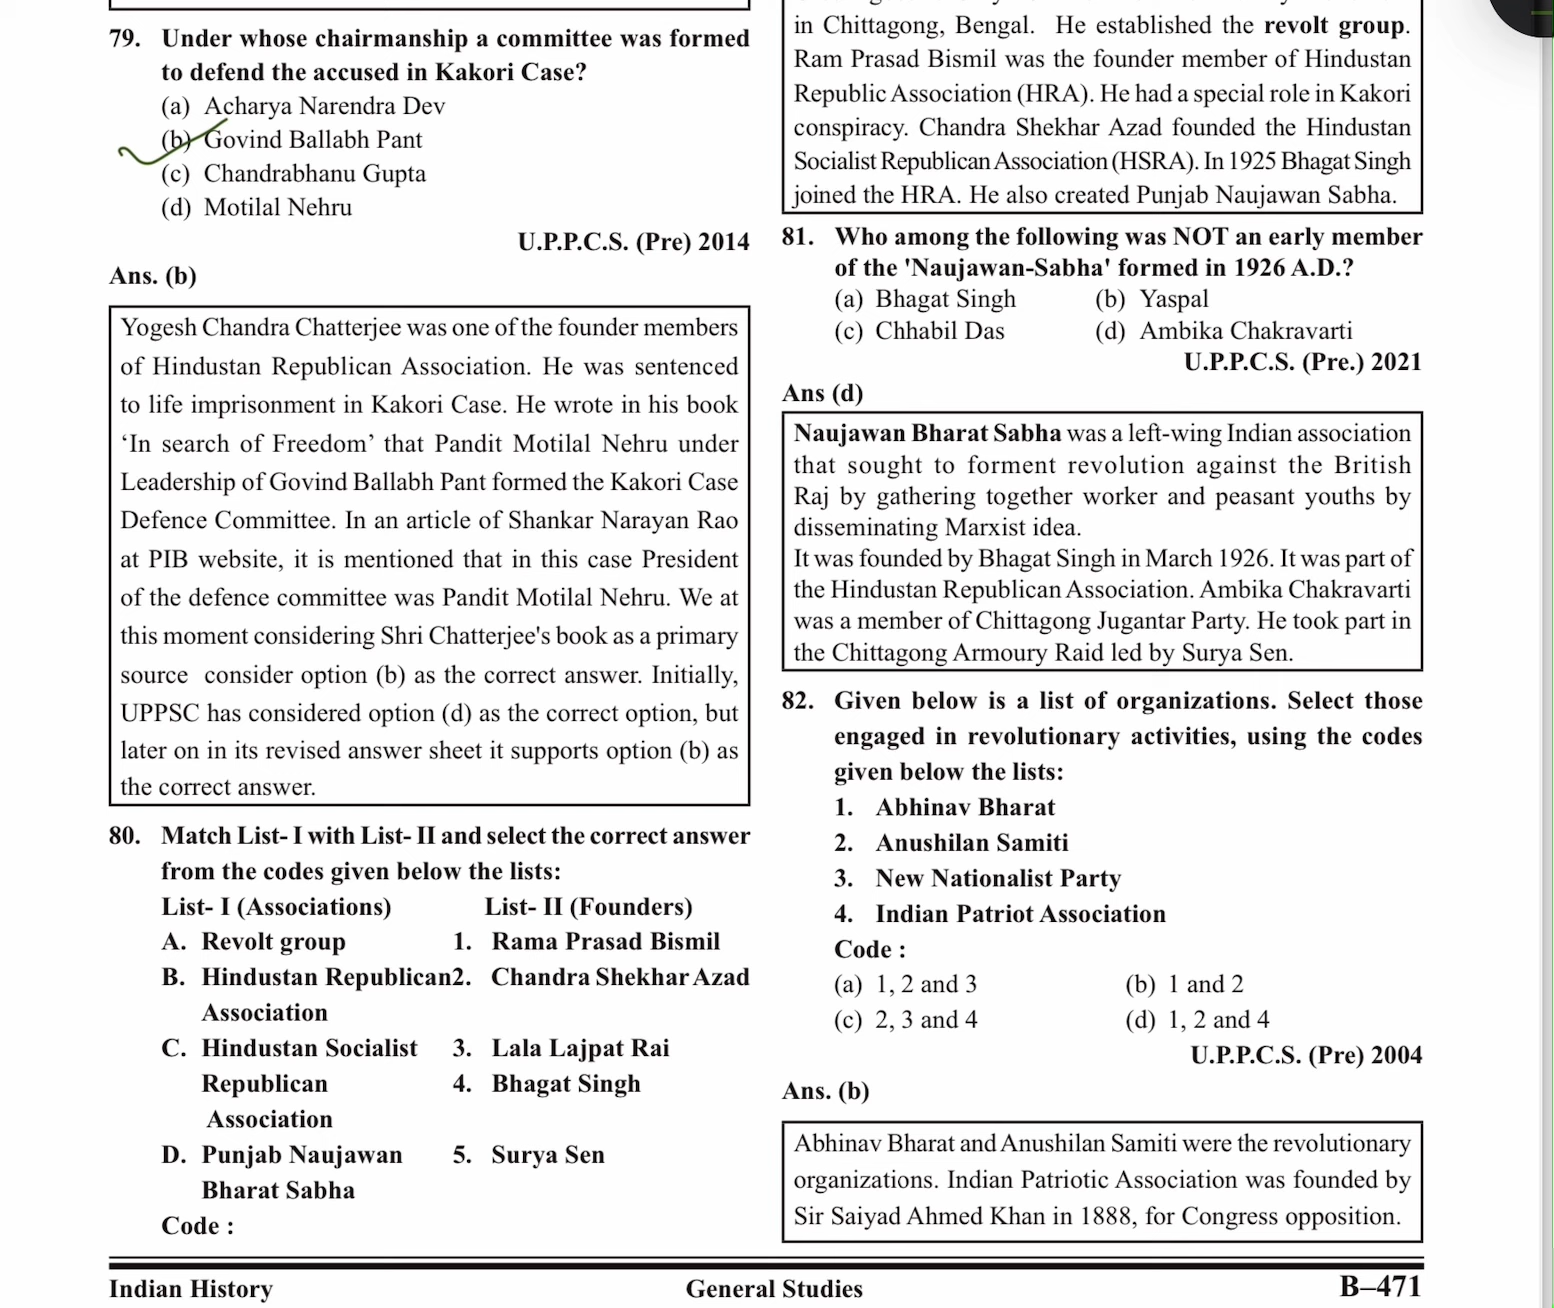 79. Under whose chairmanship a committee was formed
to defend the accused in Kakori Case?
(a) Acharya Narendra Dev
(b) Govind Ballabh Pant
(c) Chandrabhanu Gupta
(d) Motilal Nehru
U.P.P.C.S. (Pre) 2014
Ans. (b)
Yogesh Chandra Chatterjee was one of the founder members
of Hindustan Republican Association. He was sentenced
to life imprisonment in Kakori Case. He wrote in his book
‘In search of Freedom’ that Pandit Motilal Nehru under
Leadership of Govind Ballabh Pant formed the Kakori Case
Defence Committee. In an article of Shankar Narayan Rao
at PIB website, it is mentioned that in this case President
of the defence committee was Pandit Motilal Nehru. We at
this moment considering Shri Chatterjee's book as a primary
source consider option (b) as the correct answer. Initially,
UPPSC has considered option (d) as the correct option, but
later on in its revised answer sheet it supports option (b) as
the correct answer.
80. Match List- I with List- II and select the correct answer
from the codes given below the lists:
List- I (Associations) List- II (Founders)
A. Revolt group 1. Rama Prasad Bismil
B. Hindustan Republican 2. Chandra Shekhar Azad
Association
C. Hindustan Socialist 3. Lala Lajpat Rai
Republican 4. Bhagat Singh
Association
D. Punjab Naujawan 5. Surya Sen
Bharat Sabha
Code :
in Chittagong, Bengal. He established the revolt group.
Ram Prasad Bismil was the founder member of Hindustan
Republic Association (HRA). He had a special role in Kakori
conspiracy. Chandra Shekhar Azad founded the Hindustan
Socialist Republican Association (HSRA). In 1925 Bhagat Singh
joined the HRA. He also created Punjab Naujawan Sabha.
81. Who among the following was NOT an early member
of the 'Naujawan-Sabha' formed in 1926 A.D.?
(a) Bhagat Singh (b) Yaspal
(c) Chhabil Das (d) Ambika Chakravarti
U.P.P.C.S. (Pre.) 2021
Ans (d)
Naujawan Bharat Sabha was a left-wing Indian association
that sought to forment revolution against the British
Raj by gathering together worker and peasant youths by
disseminating Marxist idea.
It was founded by Bhagat Singh in March 1926. It was part of
the Hindustan Republican Association. Ambika Chakravarti
was a member of Chittagong Jugantar Party. He took part in
the Chittagong Armoury Raid led by Surya Sen.
82. Given below is a list of organizations. Select those
engaged in revolutionary activities, using the codes
given below the lists:
1. Abhinav Bharat
2. Anushilan Samiti
3. New Nationalist Party
4. Indian Patriot Association
Code :
(a) 1, 2 and 3 (b) 1 and 2
(c) 2, 3 and 4 (d) 1, 2 and 4
U.P.P.C.S. (Pre) 2004
Ans. (b)
Abhinav Bharat and Anushilan Samiti were the revolutionary
organizations. Indian Patriotic Association was founded by
Sir Saiyad Ahmed Khan in 1888, for Congress opposition.
Indian History General Studies B–471